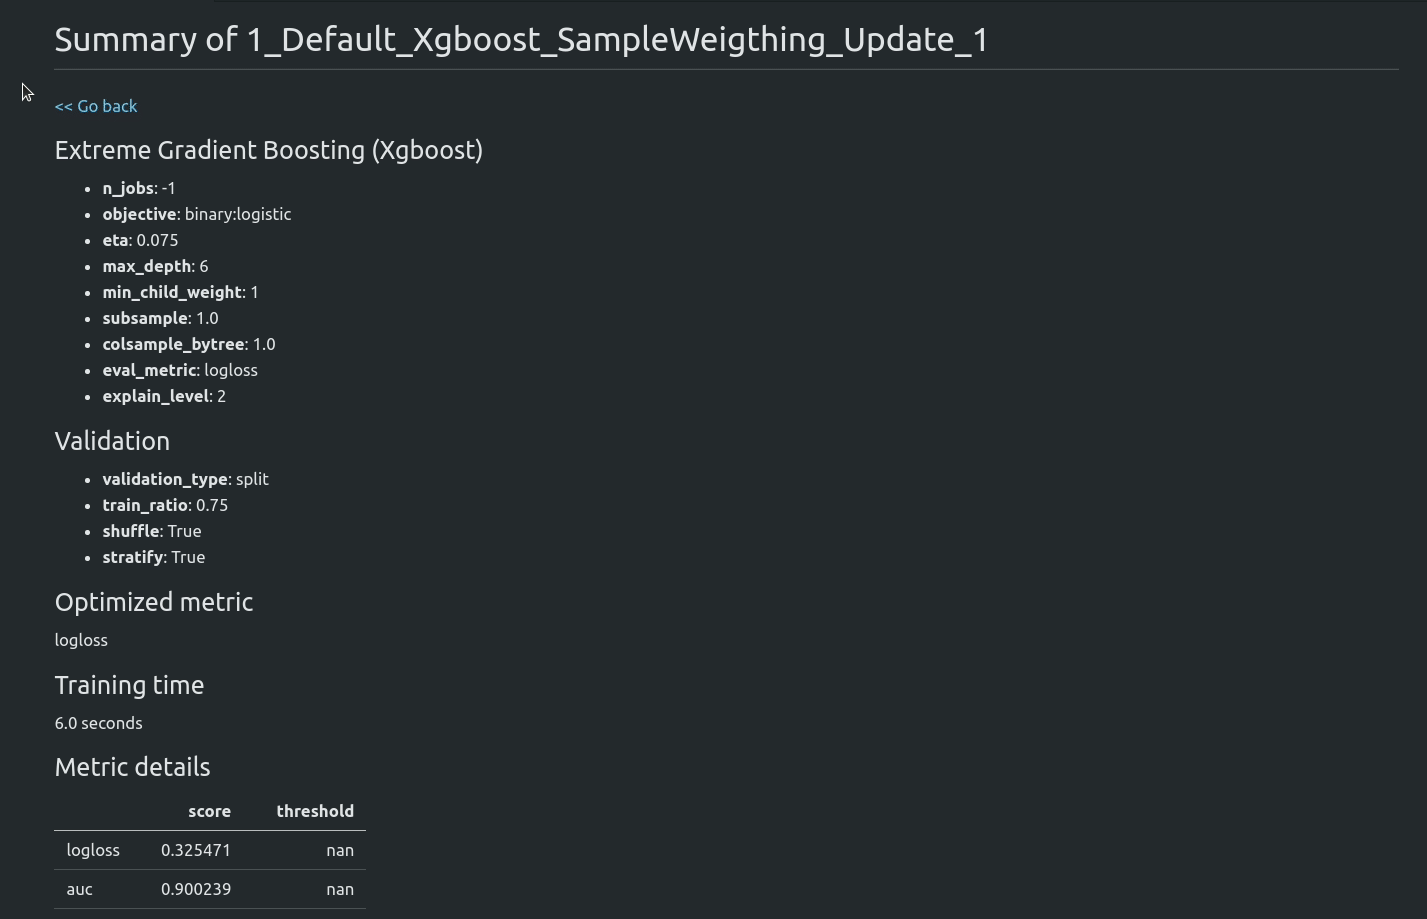 Summary of 1_Default_Xgboost_SampleWeigthing_Update_1
<< Go back
Extreme Gradient Boosting (Xgboost)
• n_jobs: -1
• objective: binary:logistic
• eta: 0.075
• max_depth: 6
• min_child_weight: 1
• subsample: 1.0
• colsample_bytree: 1.0
• eval_metric: logloss
• explain_level: 2
Validation
• validation_type: split
• train_ratio: 0.75
• shuffle: True
• stratify: True
Optimized metric
logloss
Training time
6.0 seconds
Metric details
score threshold
logloss 0.325471 nan
auc 0.900239 nan